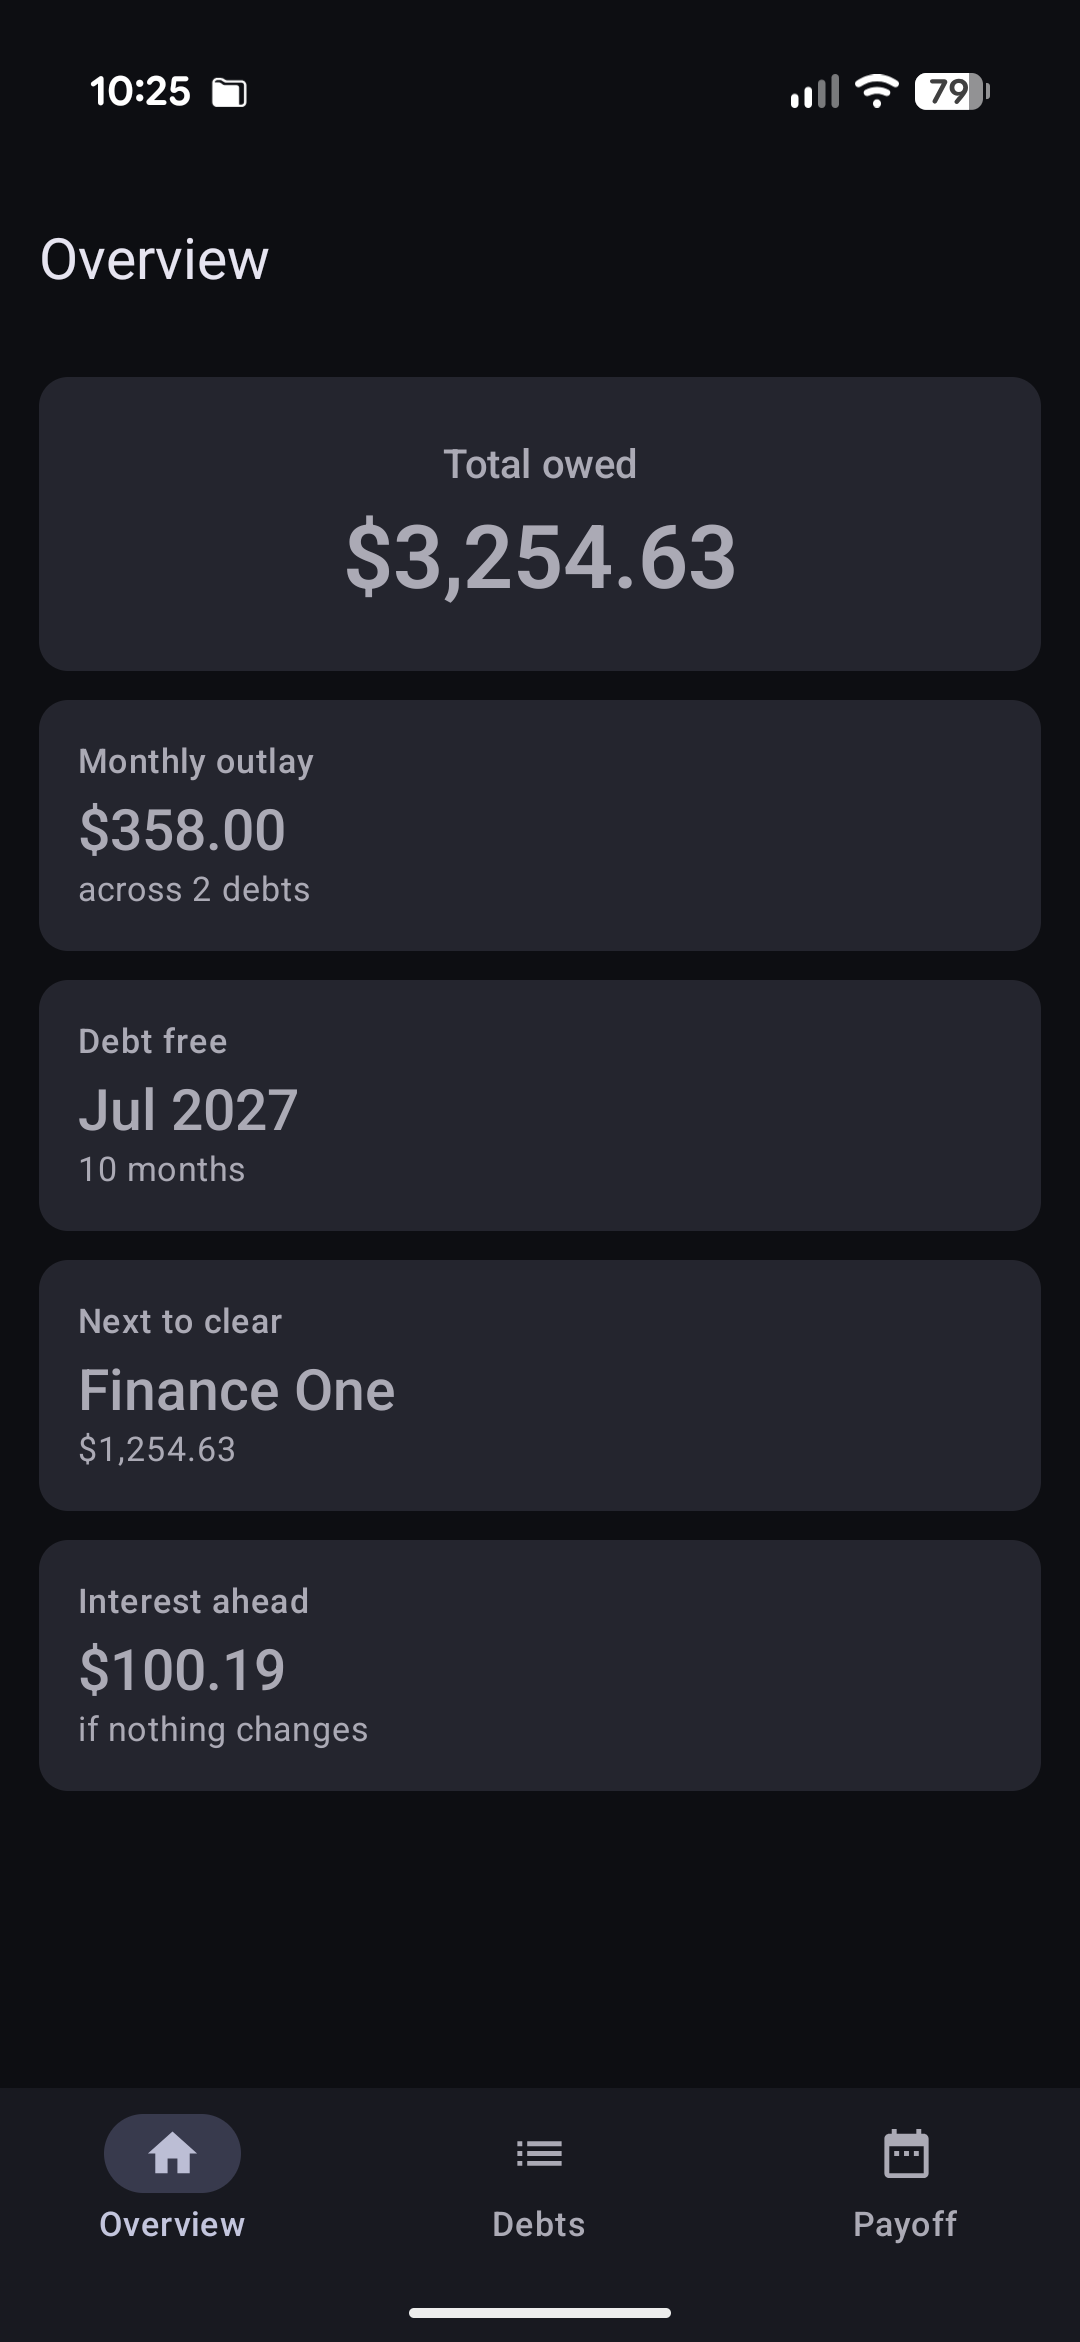 10:25
79
Overview
Total owed
$3,254.63
Monthly outlay
$358.00
across 2 debts
Debt free
Jul 2027
10 months
Next to clear
Finance One
$1,254.63
Interest ahead
$100.19
if nothing changes
Overview
Debts
Payoff